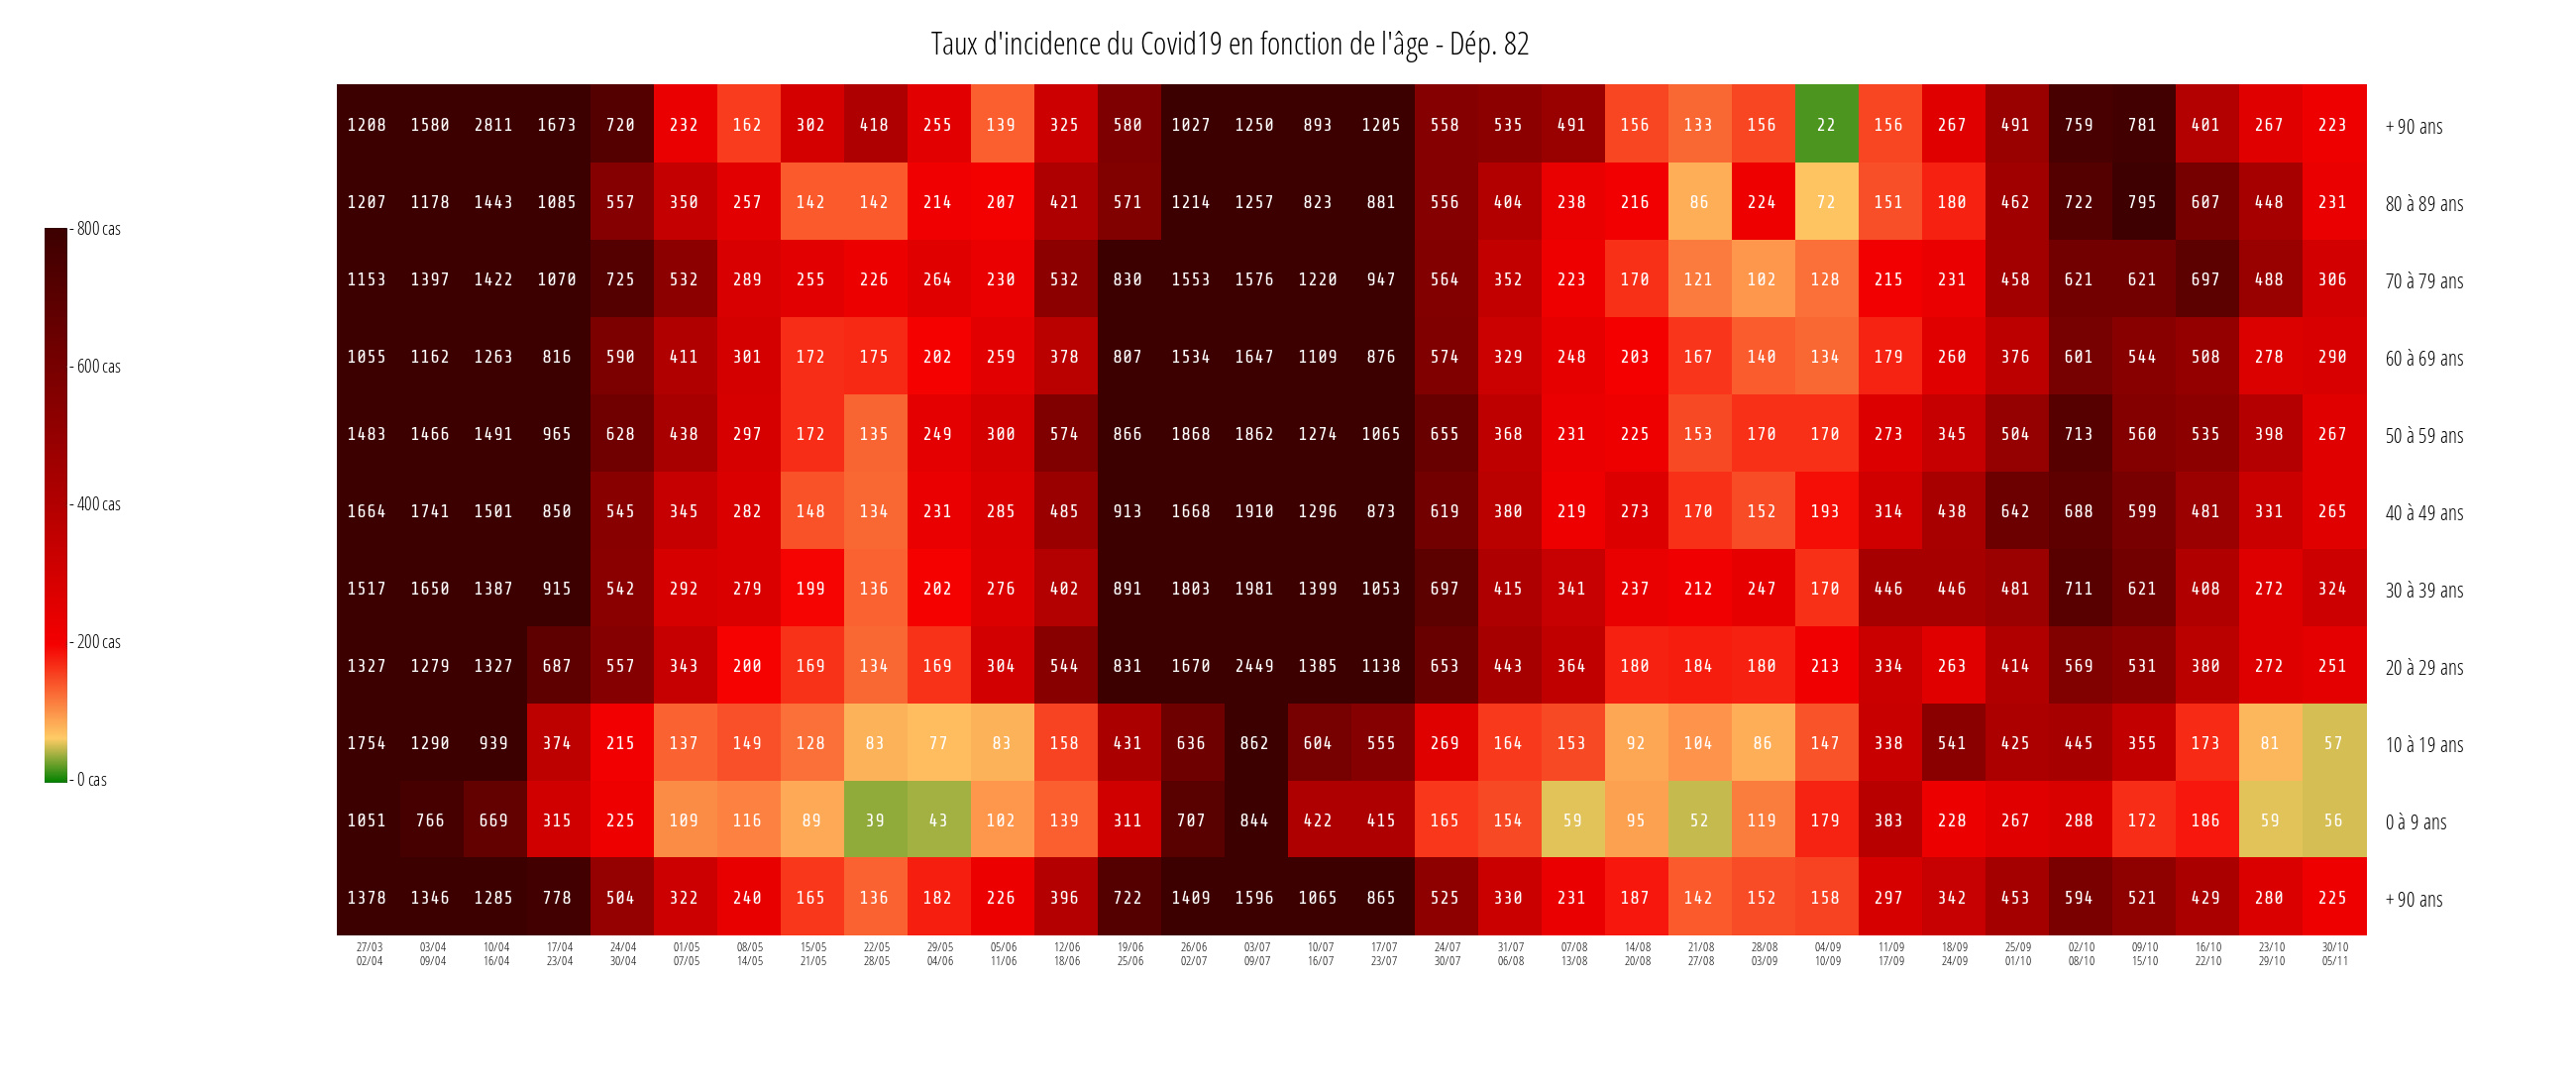 Taux d'incidence du Covid19 en fonction de l'âge - Dép. 82
1208 1580 2811 1673 720 232 162 302 418 255 139 325 580 1027 1250 893 1205 558 535 491 156 133 156 22 156 267 491 759 781 401 267 223 + 90 ans
1207 1178 1443 1085 557 350 257 142 142 214 207 421 571 1214 1257 823 881 556 404 238 216 86 224 72 151 180 462 722 795 607 448 231 80 à 89 ans
- 800 cas
1153 1397 1422 1070 725 532 289 255 226 264 230 532 830 1553 1576 1220 947 564 352 223 170 121 102 128 215 231 458 621 621 697 488 306 70 à 79 ans
1055 1162 1263 816 590 411 301 172 175 202 259 378 807 1534 1647 1109 876 574 329 248 203 167 140 134 179 260 376 601 544 508 278 290 60 à 69 ans
- 600 cas
1483 1466 1491 965 628 438 297 172 135 249 300 574 866 1868 1862 1274 1065 655 368 231 225 153 170 170 273 345 504 713 560 535 398 267 50 à 59 ans
- 400 cas
1664 1741 1501 850 545 345 282 148 134 231 285 485 913 1668 1910 1296 873 619 380 219 273 170 152 193 314 438 642 688 599 481 331 265 40 à 49 ans
1517 1650 1387 915 542 292 279 199 136 202 276 402 891 1803 1981 1399 1053 697 415 341 237 212 247 170 446 446 481 711 621 408 272 324 30 à 39 ans
- 200 cas
1327 1279 1327 687 557 343 200 169 134 169 304 544 831 1670 2449 1385 1138 653 443 364 180 184 180 213 334 263 414 569 531 380 272 251 20 à 29 ans
1754 1290 939 374 215 137 149 128 83 77 83 158 431 636 862 604 555 269 164 153 92 104 86 147 338 541 425 445 355 173 81 57 10 à 19 ans
- 0 cas
1051 766 669 315 225 109 116 89 39 43 102 139 311 707 844 422 415 165 154 59 95 52 119 179 383 228 267 288 172 186 59 56 0 à 9 ans
1378 1346 1285 778 504 322 240 165 136 182 226 396 722 1409 1596 1065 865 525 330 231 187 142 152 158 297 342 453 594 521 429 280 225 + 90 ans
27/03 03/04 10/04 17/04 24/04 01/05 08/05 15/05 22/05 29/05 05/06 12/06 19/06 26/06 03/07 10/07 17/07 24/07 31/07 07/08 14/08 21/08 28/08 04/09 11/09 18/09 25/09 02/10 09/10 16/10 23/10 30/10
02/04 09/04 16/04 23/04 30/04 07/05 14/05 21/05 28/05 04/06 11/06 18/06 25/06 02/07 09/07 16/07 23/07 30/07 06/08 13/08 20/08 27/08 03/09 10/09 17/09 24/09 01/10 08/10 15/10 22/10 29/10 05/11